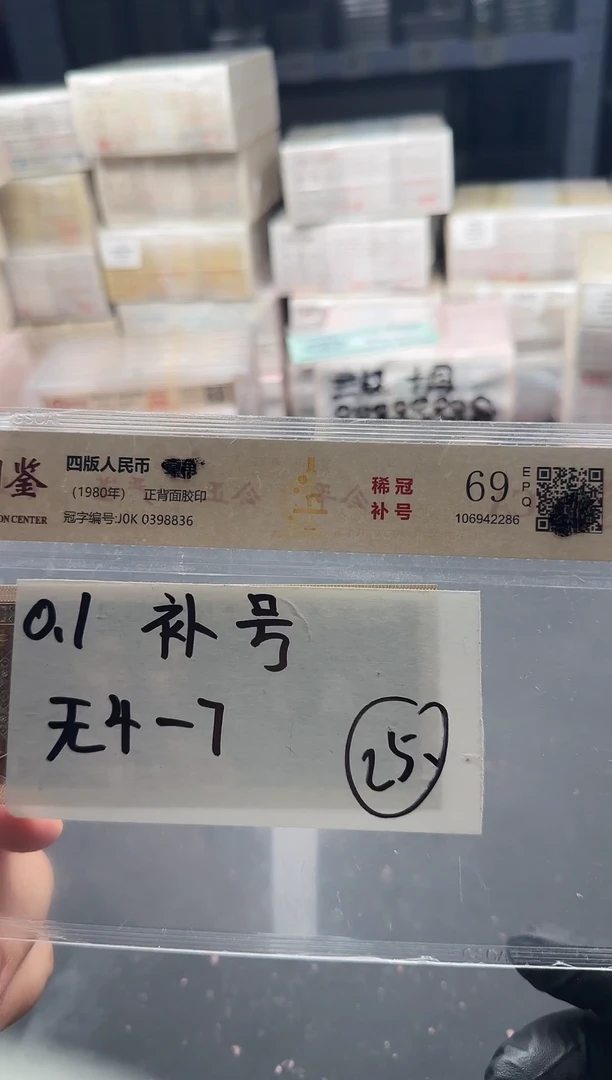 鉴
ON CENTER
四版人民币
(1980年) 正背面胶印
冠字编号:J0K 0398836
稀冠
补号
69
EPQ
106942286
0.1 补号
无4-7
25